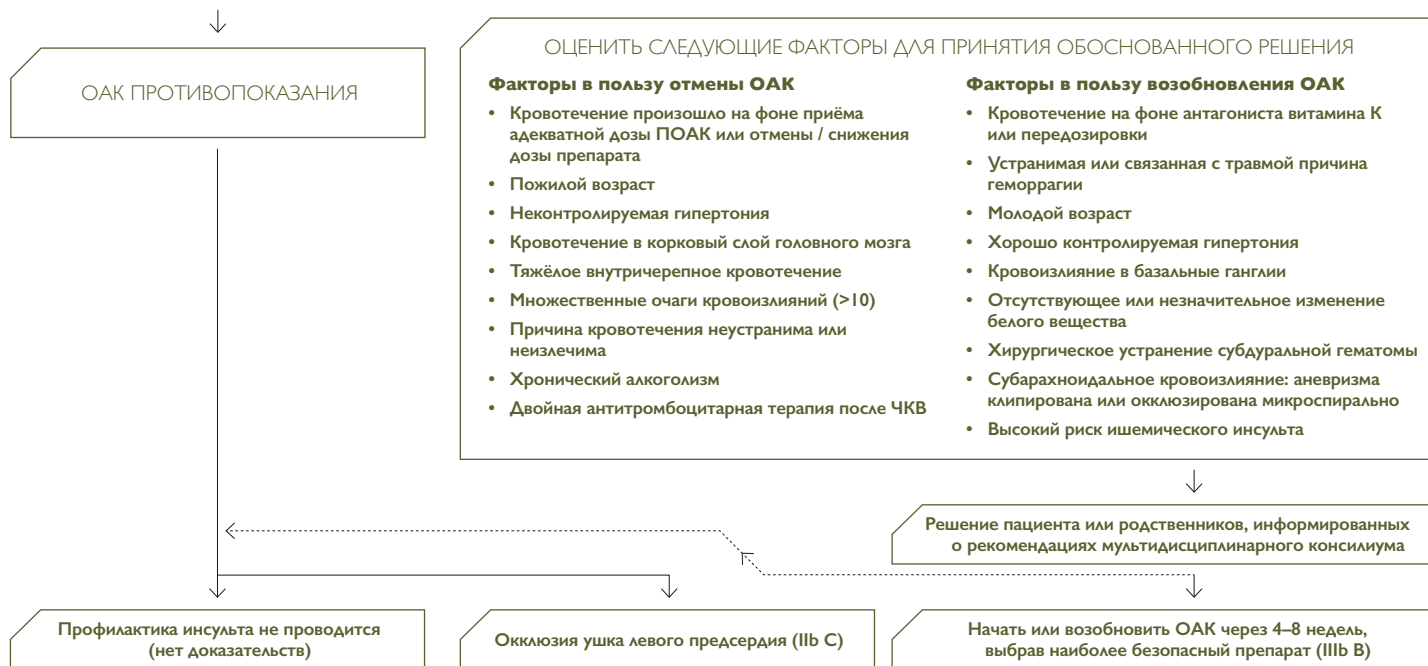 ОАК ПРОТИВОПОКАЗАНИЯ
ОЦЕНИТЬ СЛЕДУЮЩИЕ ФАКТОРЫ ДЛЯ ПРИНЯТИЯ ОБОСНОВАННОГО РЕШЕНИЯ
Факторы в пользу отмены ОАК
• Кровотечение произошло на фоне приёма
адекватной дозы ПОАК или отмены / снижения
дозы препарата
• Пожилой возраст
• Неконтролируемая гипертония
• Кровотечение в корковый слой головного мозга
• Тяжёлое внутричерепное кровотечение
• Множественные очаги кровоизлияний (>10)
• Причина кровотечения неустранима или
неизлечима
• Хронический алкоголизм
• Двойная антитромбоцитарная терапия после ЧКВ
Факторы в пользу возобновления ОАК
• Кровотечение на фоне антагониста витамина К
или передозировки
• Устранимая или связанная с травмой причина
геморрагии
• Молодой возраст
• Хорошо контролируемая гипертония
• Кровоизлияние в базальные ганглии
• Отсутствующее или незначительное изменение
белого вещества
• Хирургическое устранение субдуральной гематомы
• Субарахноидальное кровоизлияние: аневризма
клипирована или окклюзирована микроспирально
• Высокий риск ишемического инсульта
Решение пациента или родственников, информированных
о рекомендациях мультидисциплинарного консилиума
Профилактика инсульта не проводится
(нет доказательств)
Окклюзия ушка левого предсердия (IIb C)
Начать или возобновить ОАК через 4–8 недель,
выбрав наиболее безопасный препарат (IIIb B)